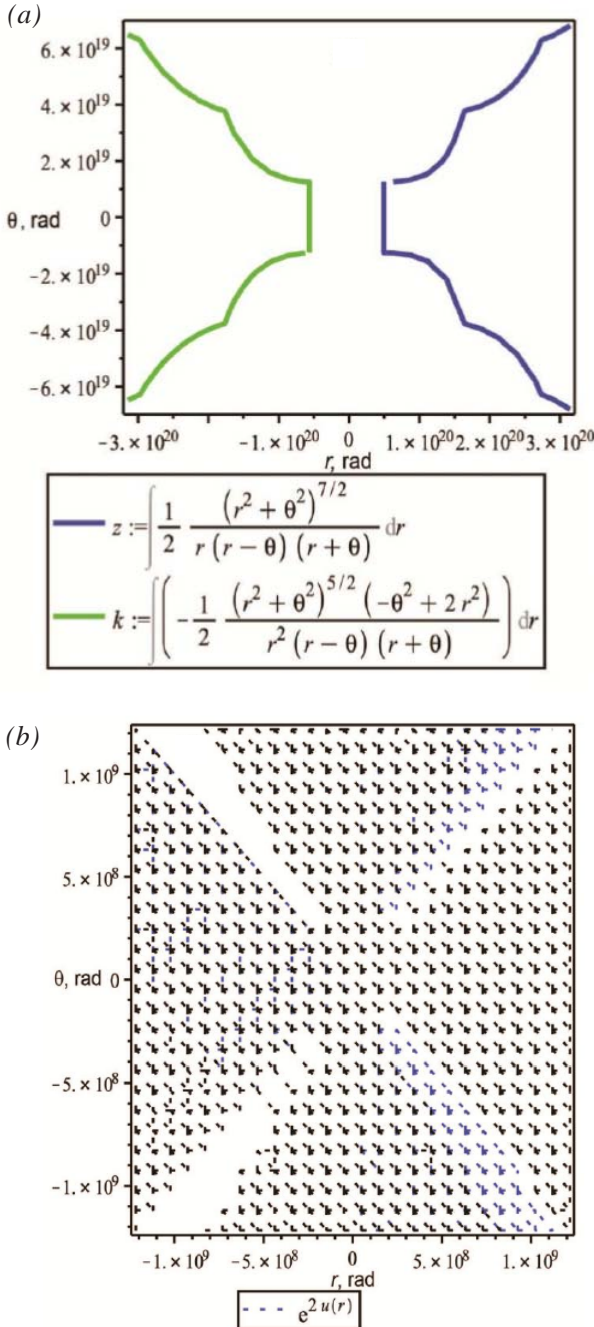 (a)
6. × 10^19
4. × 10^19
2. × 10^19
θ, rad
0
−2. × 10^19
−4. × 10^19
−6. × 10^19
−3. × 10^20 −1. × 10^20 0 1. × 10^20 2. × 10^20 3. × 10^20
r, rad
z := ∫ 1/2 (r^2 + θ^2)^7/2 / r (r − θ) (r + θ) dr
k := ∫ (−1/2 (r^2 + θ^2)^5/2 (−θ^2 + 2 r^2) / r^2 (r − θ) (r + θ)) dr
(b)
1. × 10^9
5. × 10^8
θ, rad
0
−5. × 10^8
−1. × 10^9
−1. × 10^9 −5. × 10^8 0 5. × 10^8 1. × 10^9
r, rad
e^2 u(r)